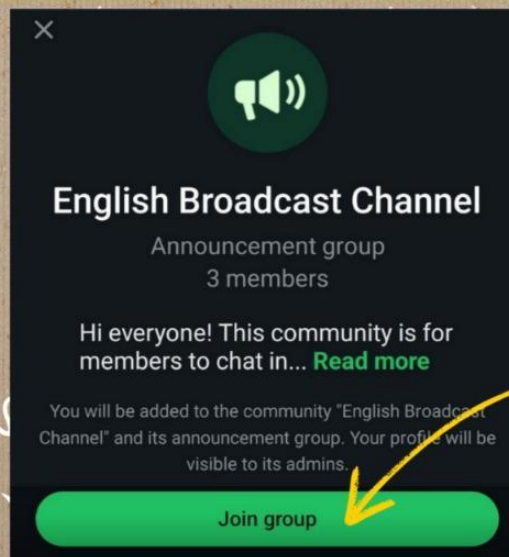 English Broadcast Channel
Announcement group
3 members
Hi everyone! This community is for
members to chat in... Read more
You will be added to the community "English Broadcast
Channel" and its announcement group. Your profile will be
visible to its admins.
Join group